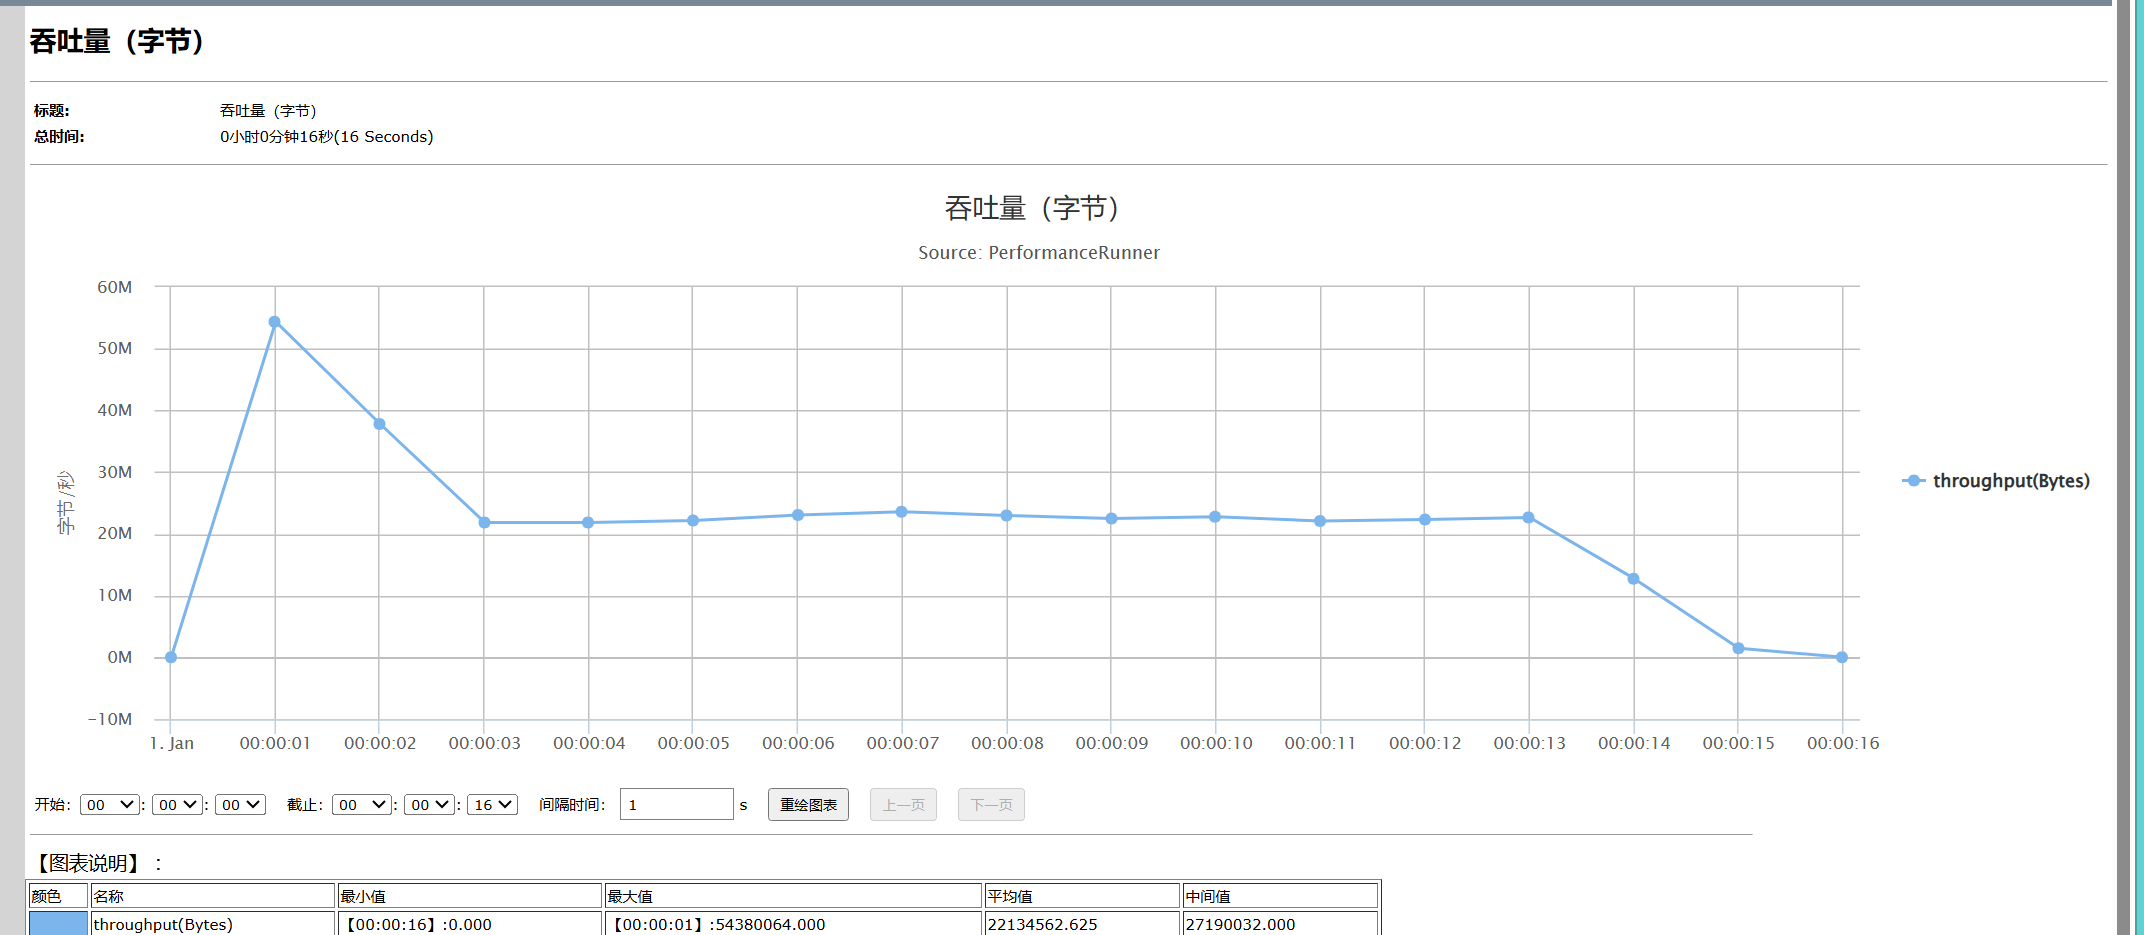 吞吐量（字节）
标题: 吞吐量（字节）
总时间: 0小时0分钟16秒(16 Seconds)
吞吐量（字节）
Source: PerformanceRunner
60M
50M
40M
30M
20M
10M
0M
-10M
字节/秒
throughput(Bytes)
1. Jan 00:00:01 00:00:02 00:00:03 00:00:04 00:00:05 00:00:06 00:00:07 00:00:08 00:00:09 00:00:10 00:00:11 00:00:12 00:00:13 00:00:14 00:00:15 00:00:16
开始: 00 : 00 : 00 截止: 00 : 00 : 16 间隔时间: 1 s 重绘图表 上一页 下一页
【图表说明】：
颜色 名称 最小值 最大值 平均值 中间值
throughput(Bytes) 【00:00:16】:0.000 【00:00:01】:54380064.000 22134562.625 27190032.000